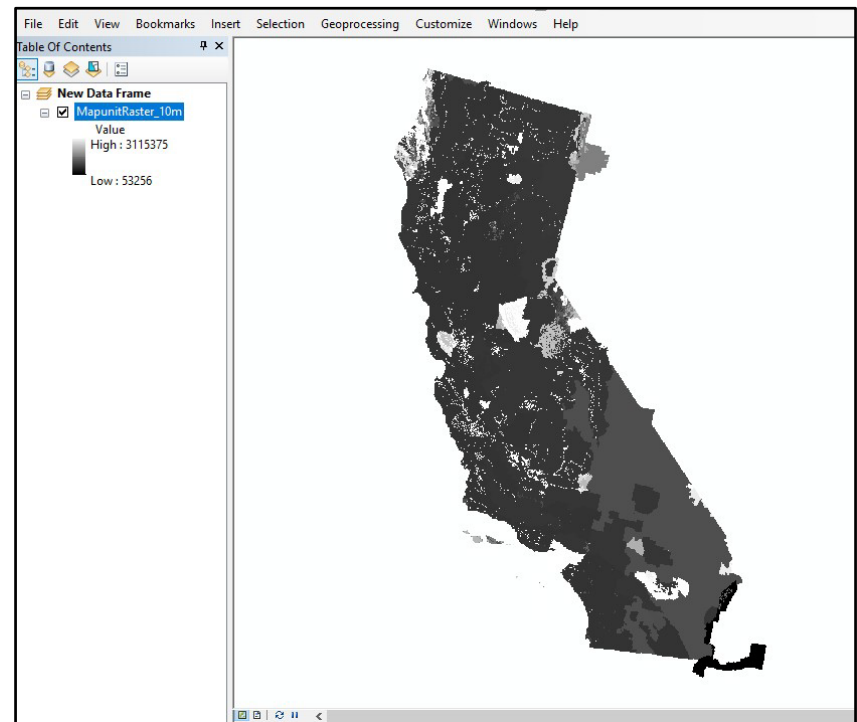 File Edit View Bookmarks Insert Selection Geoprocessing Customize Windows Help
Table Of Contents
New Data Frame
MapunitRaster_10m
Value
High : 3115375
Low : 53256